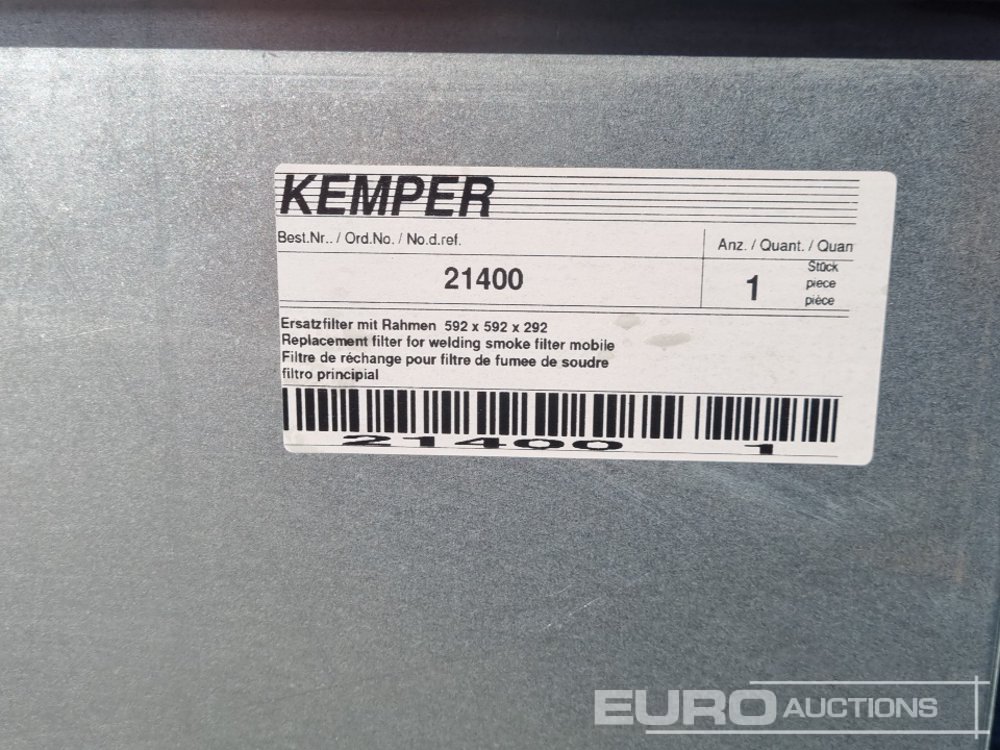 KEMPER
Best.Nr.. / Ord.No. / No.d.ref.
Anz. / Quant. / Quan
21400
1
Stück
piece
pièce
Ersatzfilter mit Rahmen 592 x 592 x 292
Replacement filter for welding smoke filter mobile
Filtre de réchange pour filtre de fumee de soudre
filtro principial
21400 1
EURO AUCTIONS